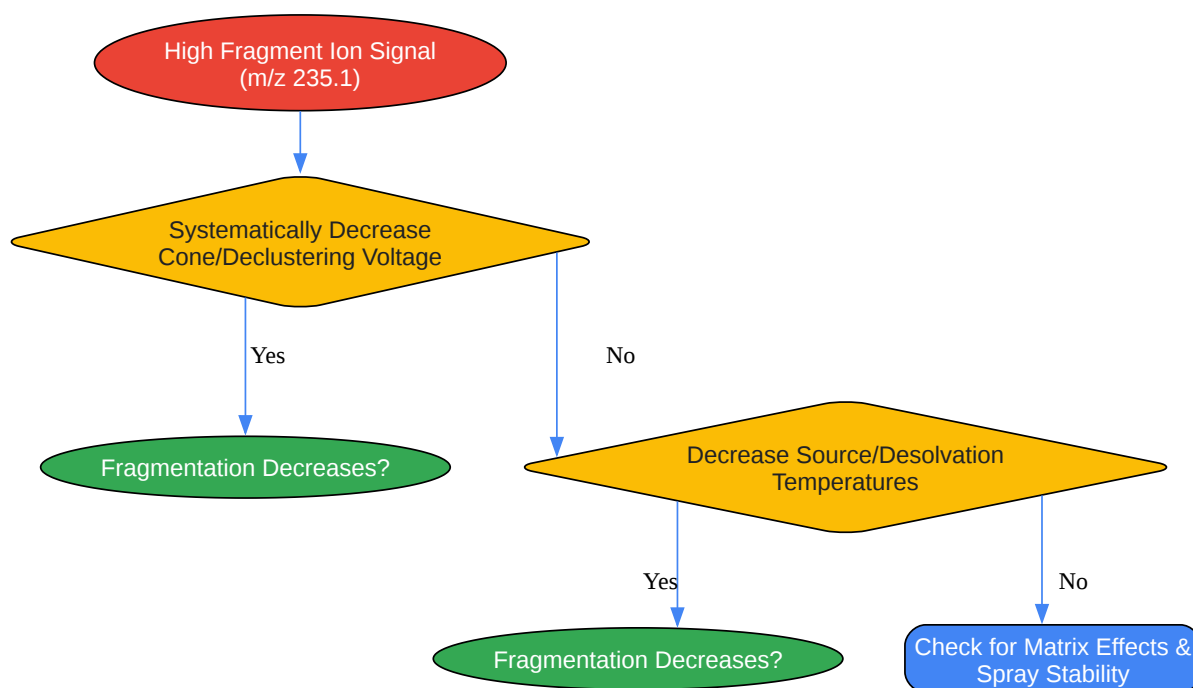 High Fragment Ion Signal
(m/z 235.1)
Systematically Decrease
Cone/Declustering Voltage
Yes
No
Fragmentation Decreases?
Decrease Source/Desolvation
Temperatures
Yes
No
Fragmentation Decreases?
Check for Matrix Effects &
Spray Stability